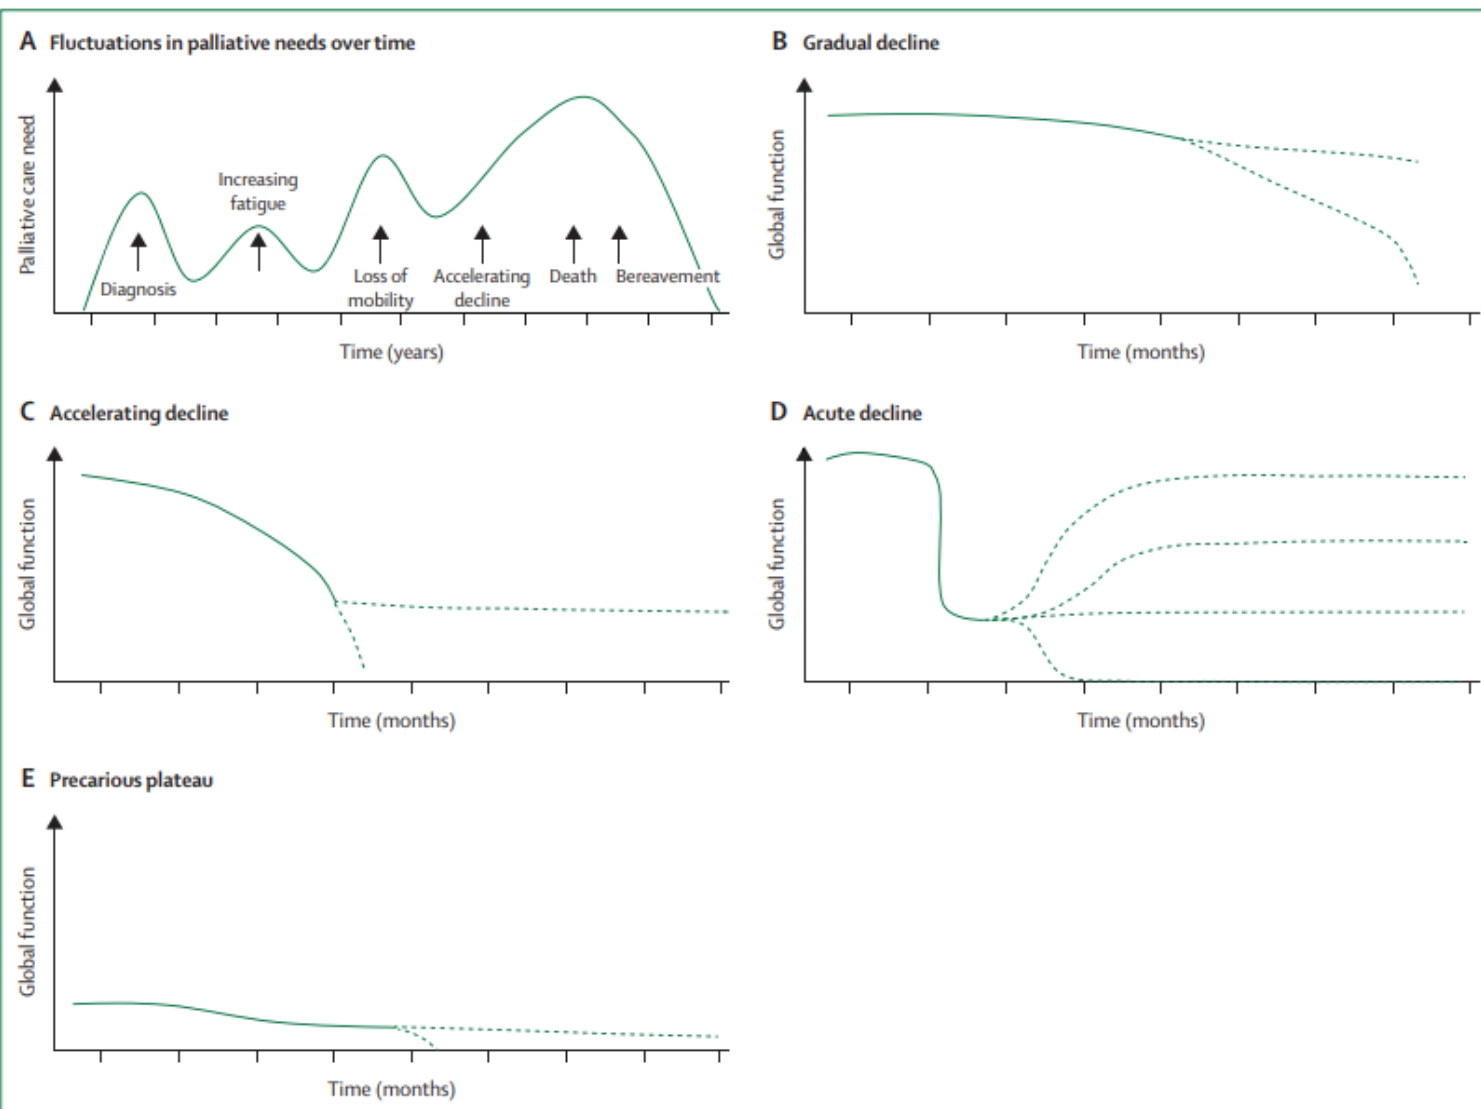 A Fluctuations in palliative needs over time
Palliative care need
Increasing
fatigue
Diagnosis
Loss of
mobility
Accelerating
decline
Death
Bereavement
Time (years)
B Gradual decline
Global function
Time (months)
C Accelerating decline
Global function
Time (months)
D Acute decline
Global function
Time (months)
E Precarious plateau
Global function
Time (months)